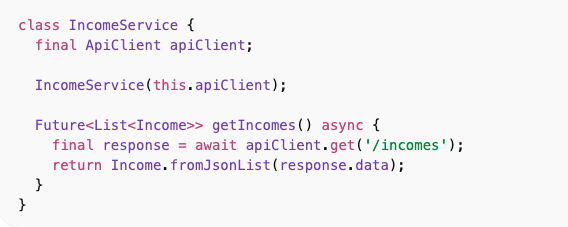 class IncomeService {
  final ApiClient apiClient;

  IncomeService(this.apiClient);

  Future<List<Income>> getIncomes() async {
    final response = await apiClient.get('/incomes');
    return Income.fromJsonList(response.data);
  }
}